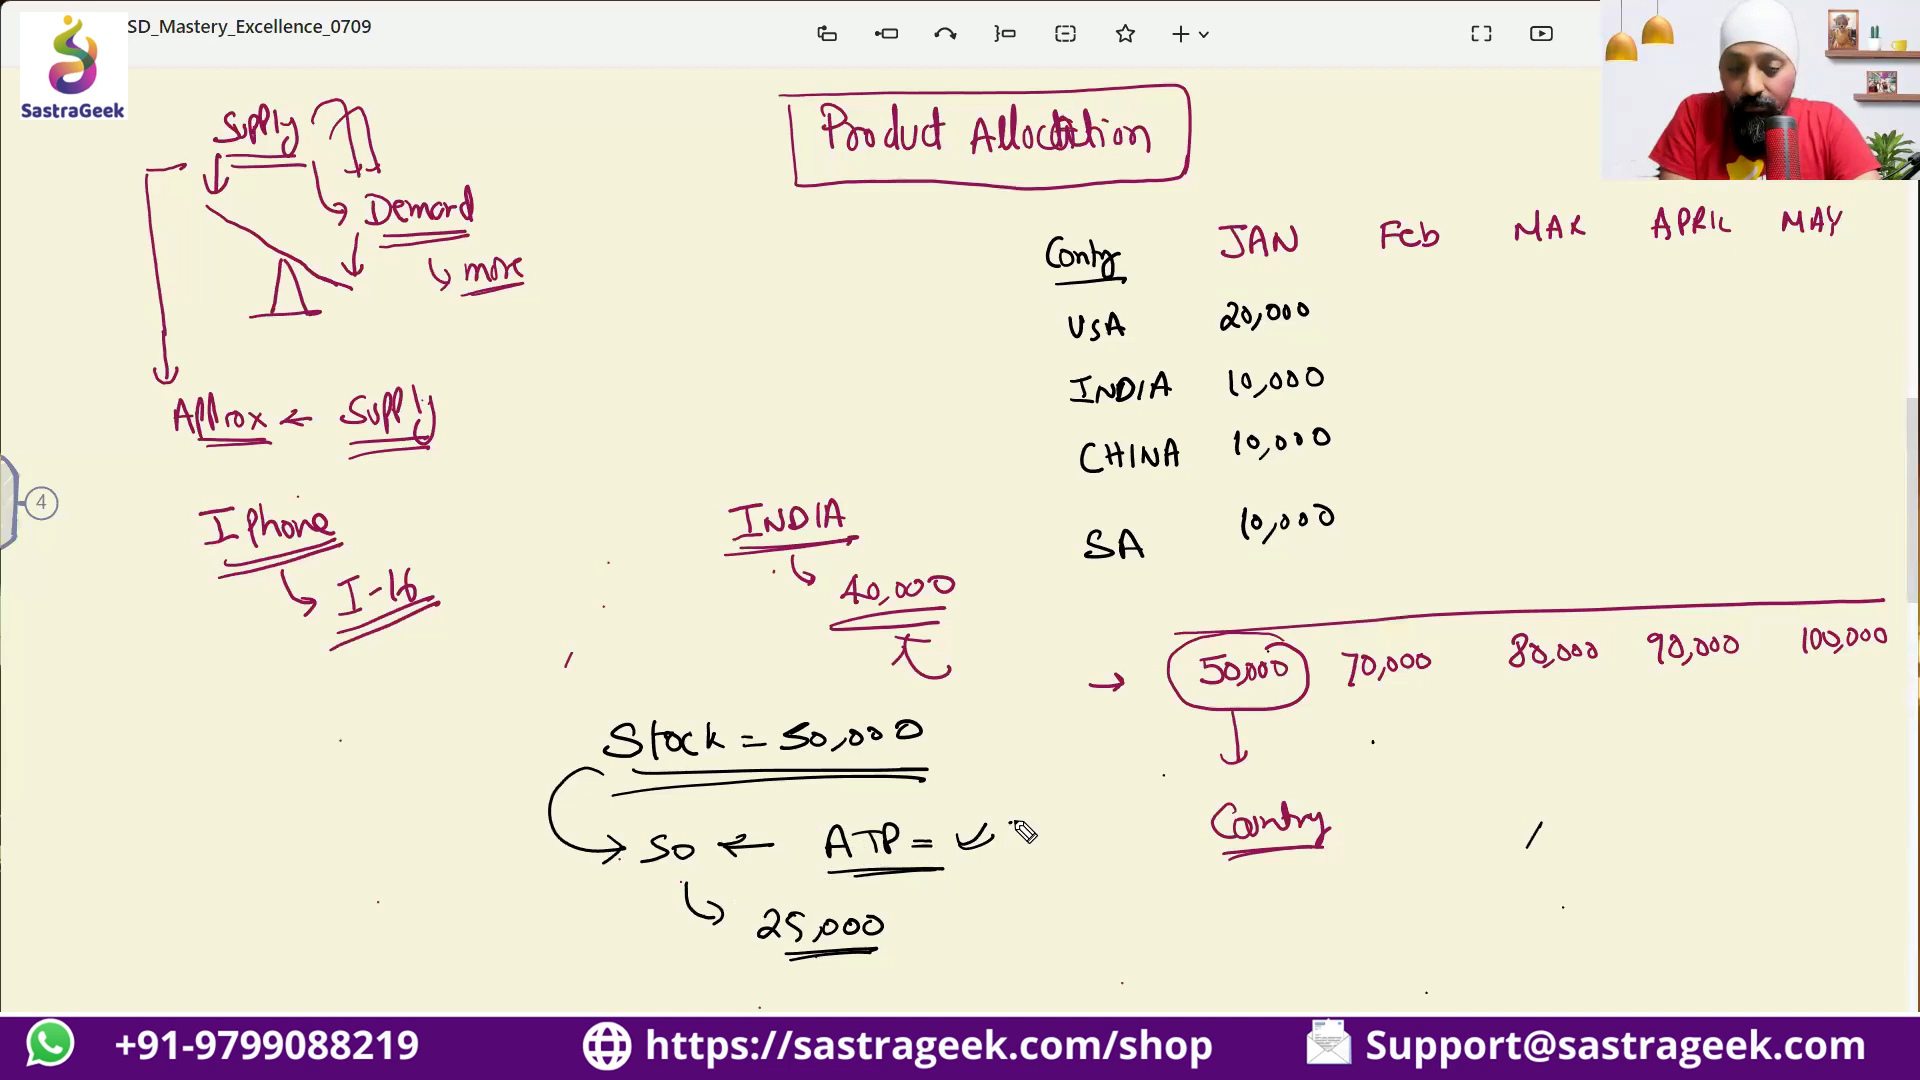 SD_Mastery_Excellence_0709
SastraGeek
Product Allocation
Supply
Demand
more
Approx ← Supply
Iphone
I-16
INDIA
40,000
Stock = 50,000
SO ← ATP =
25,000
Conty JAN Feb MAR APRIL MAY
USA 20,000
INDIA 10,000
CHINA 10,000
SA 10,000
→ 50,000 70,000 80,000 90,000 100,000
Country
4
+91-9799088219 https://sastrageek.com/shop Support@sastrageek.com